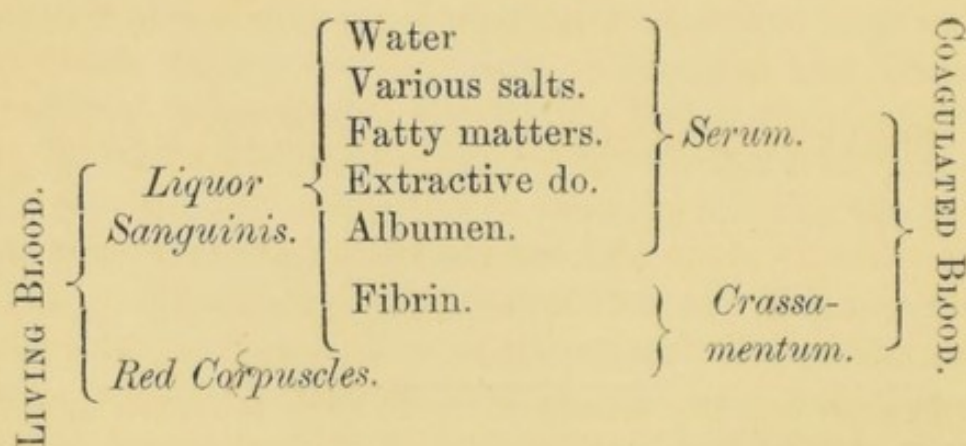 LIVING BLOOD.
Liquor
Sanguinis.
Red Corpuscles.
Water
Various salts.
Fatty matters.
Extractive do.
Albumen.
Fibrin.
Serum.
Crassa-
mentum.
COAGULATED BLOOD.